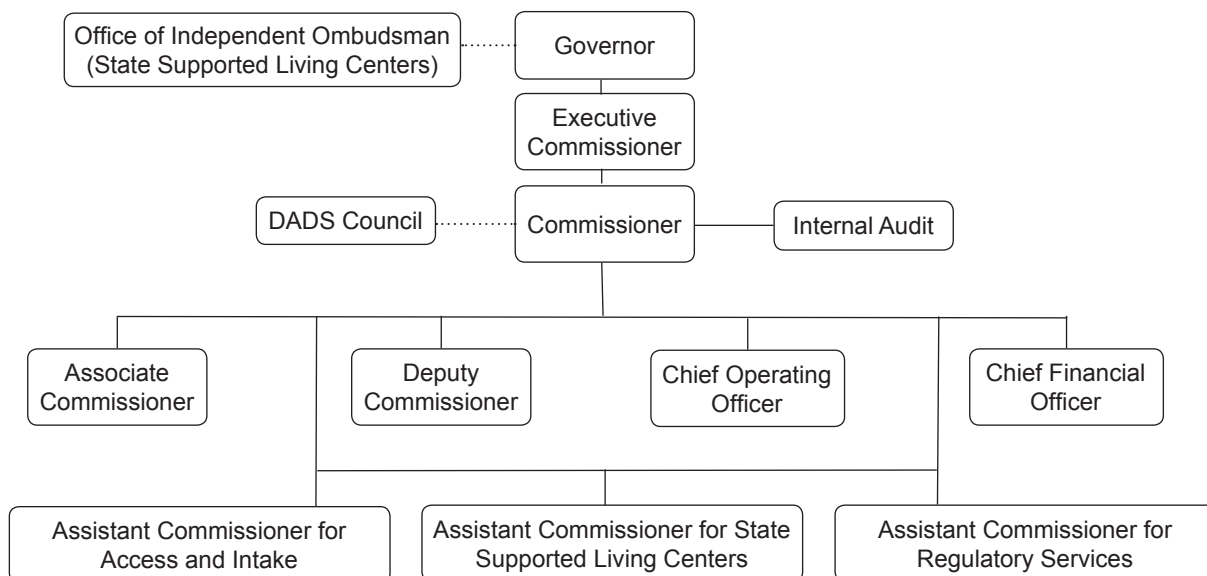 Office of Independent Ombudsman
(State Supported Living Centers)
Governor
Executive
Commissioner
DADS Council
Commissioner
Internal Audit
Associate
Commissioner
Deputy
Commissioner
Chief Operating
Officer
Chief Financial
Officer
Assistant Commissioner for
Access and Intake
Assistant Commissioner for State
Supported Living Centers
Assistant Commissioner for
Regulatory Services